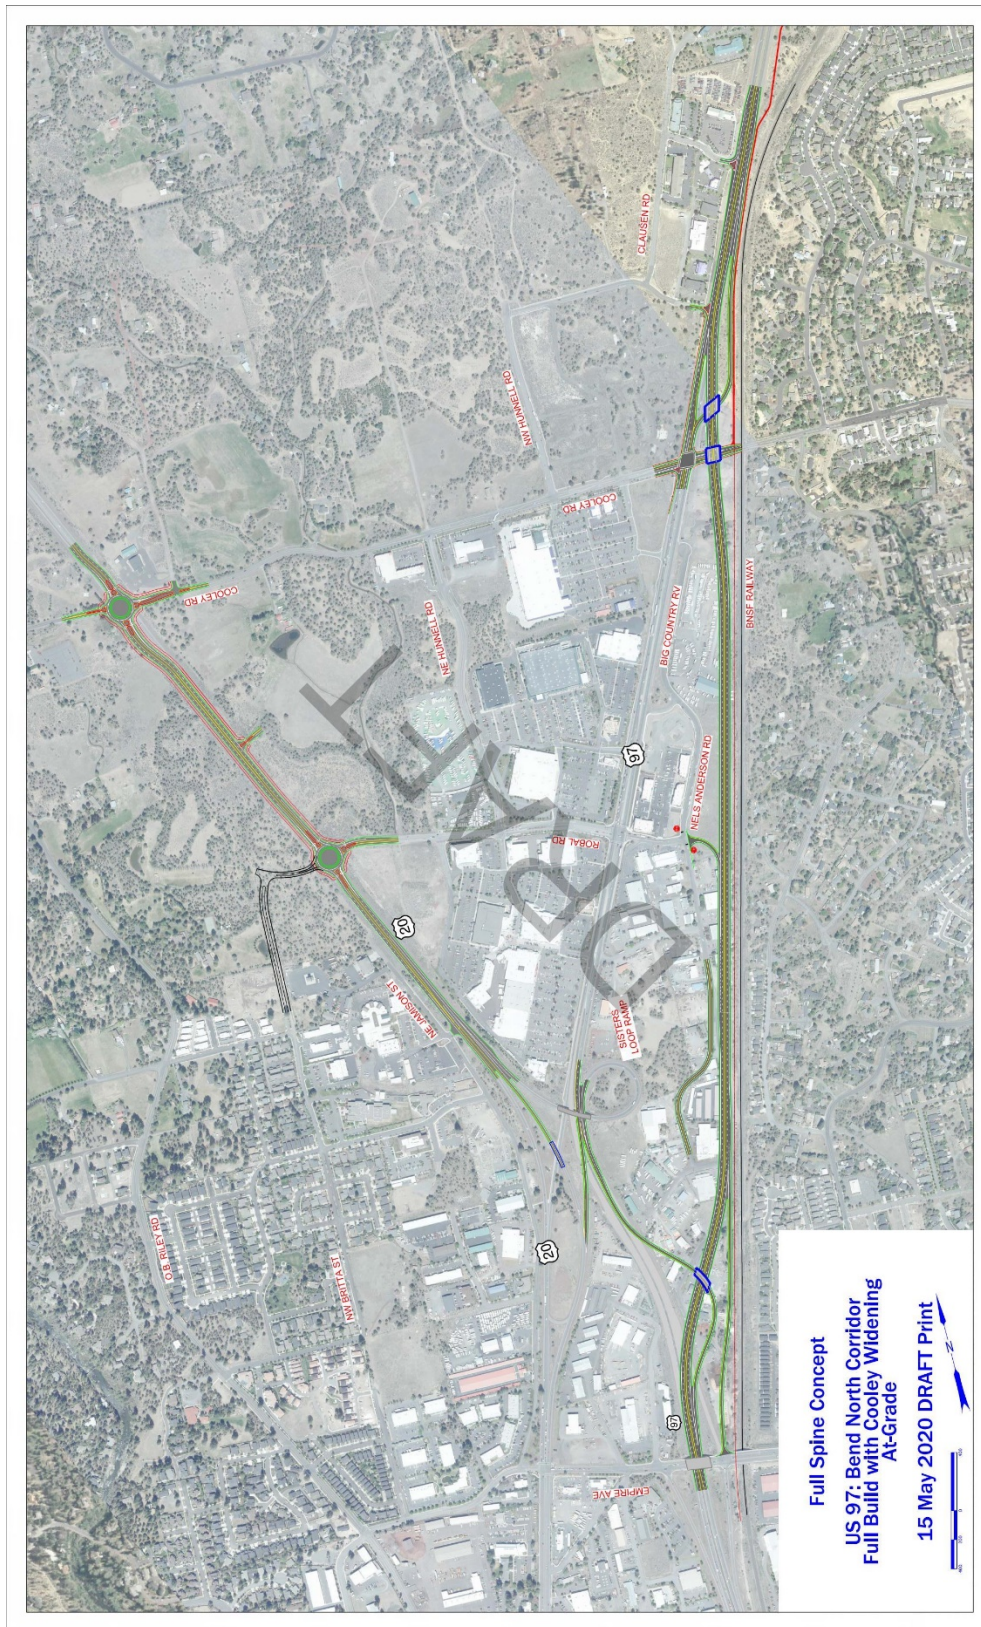 CLAUSEN RD
NW HUNNELL RD
COOLEY RD
COOLEY RD
NE HUNNELL RD
BIG COUNTRY RV
BNSF RAILWAY
97
NELS ANDERSON RD
ROBAL RD
DRAFT
20
NE JAMISON ST
SISTERS
LOOP RAMP
O.B. RILEY RD
NW BRITTA ST
20
97
EMPIRE AVE
Full Spine Concept
US 97: Bend North Corridor
Full Build with Cooley Widening
At-Grade
15 May 2020 DRAFT Print
N